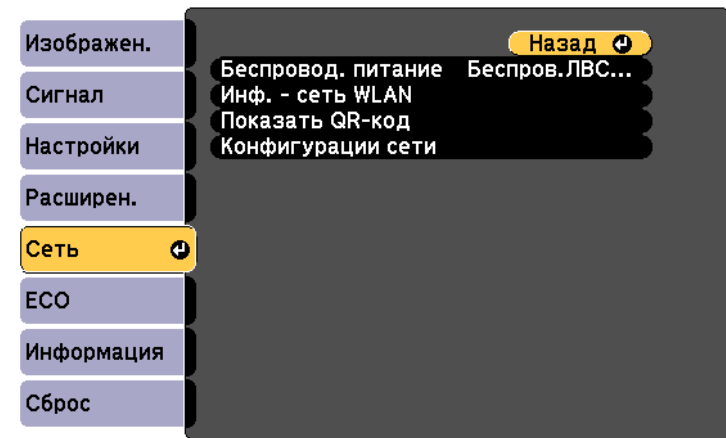 Изображен.
Сигнал
Настройки
Расширен.
Сеть
ECO
Информация
Сброс
Назад
Беспровод. питание Беспров.ЛВС...
Инф. - сеть WLAN
Показать QR-код
Конфигурации сети